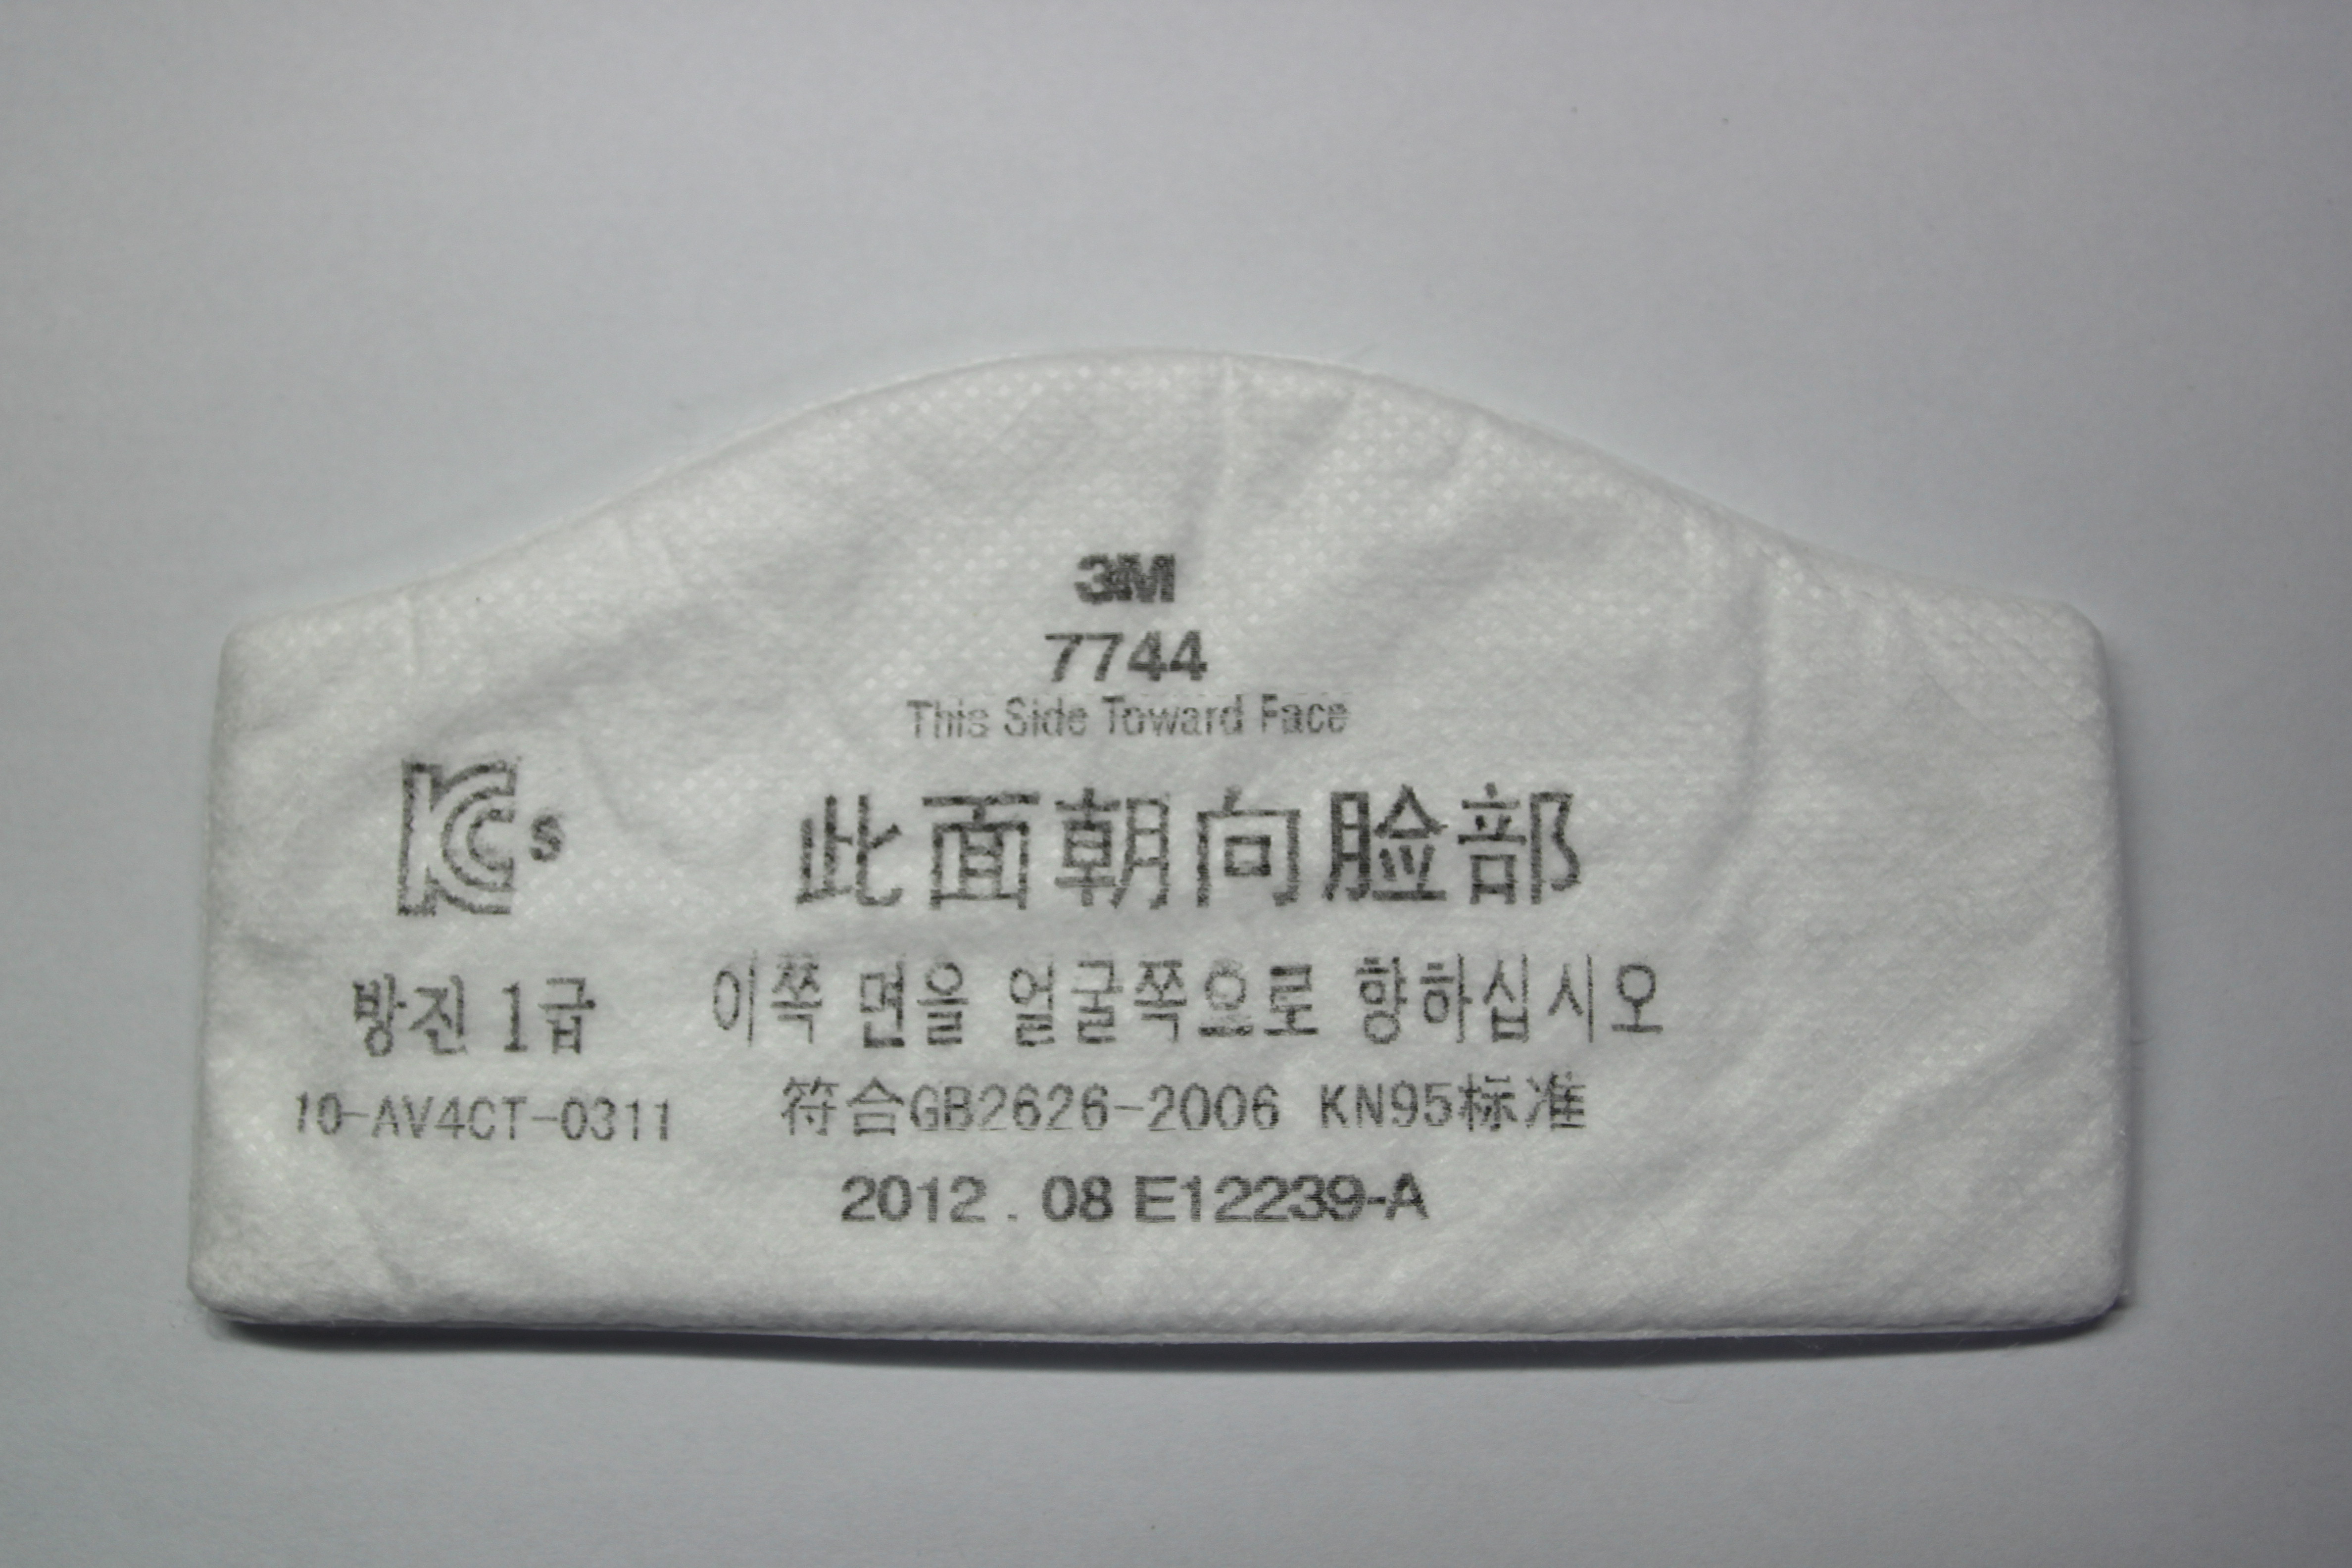 3M
7744
This Side Toward Face
KCs
此面朝向脸部
방진 1급
이쪽 면을 얼굴쪽으로 향하십시오
10-AV4CT-0311
符合GB2626-2006 KN95标准
2012.08 E12239-A